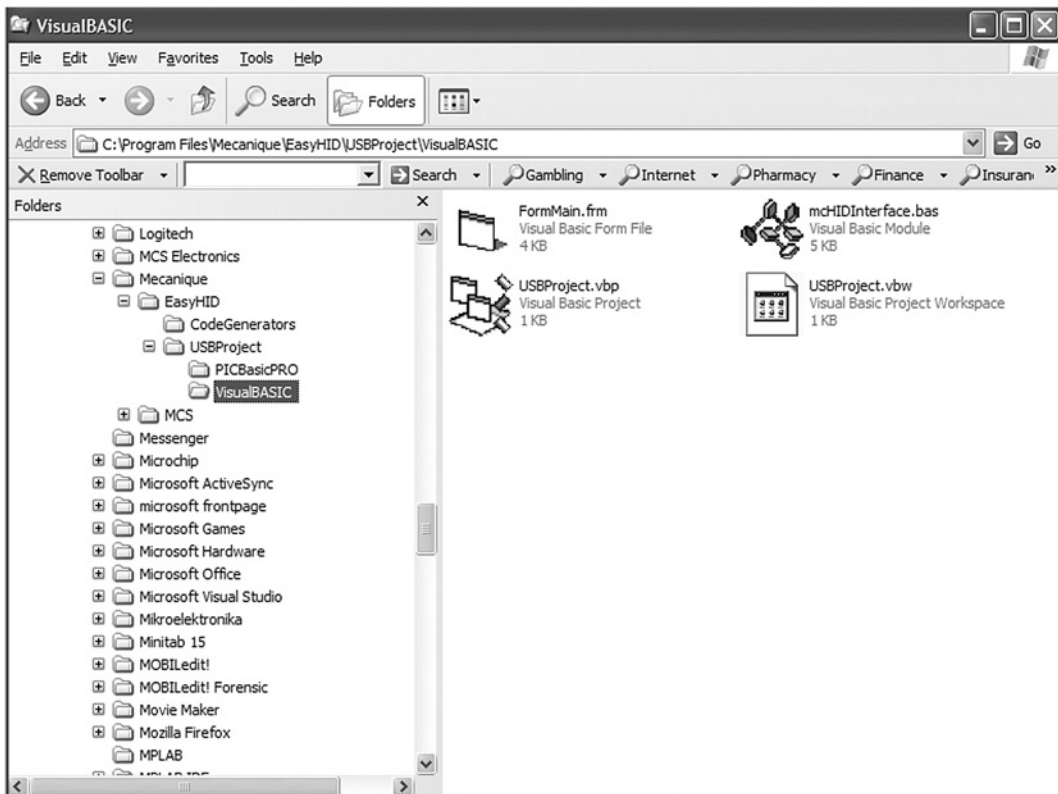 VisualBASIC
File Edit View Favorites Tools Help
Back Search Folders
Address C:\Program Files\Mecanique\EasyHID\USBProject\VisualBASIC Go
Remove Toolbar Search Gambling Internet Pharmacy Finance Insuran »
Folders
Logitech
MCS Electronics
Mecanique
EasyHID
CodeGenerators
USBProject
PICBasicPRO
VisualBASIC
MCS
Messenger
Microchip
Microsoft ActiveSync
microsoft frontpage
Microsoft Games
Microsoft Hardware
Microsoft Office
Microsoft Visual Studio
Mikroelektronika
Minitab 15
MOBILedit!
MOBILedit! Forensic
Movie Maker
Mozilla Firefox
MPLAB
MPLAB IDE
FormMain.frm
Visual Basic Form File
4 KB
mcHIDInterface.bas
Visual Basic Module
5 KB
USBProject.vbp
Visual Basic Project
1 KB
USBProject.vbw
Visual Basic Project Workspace
1 KB